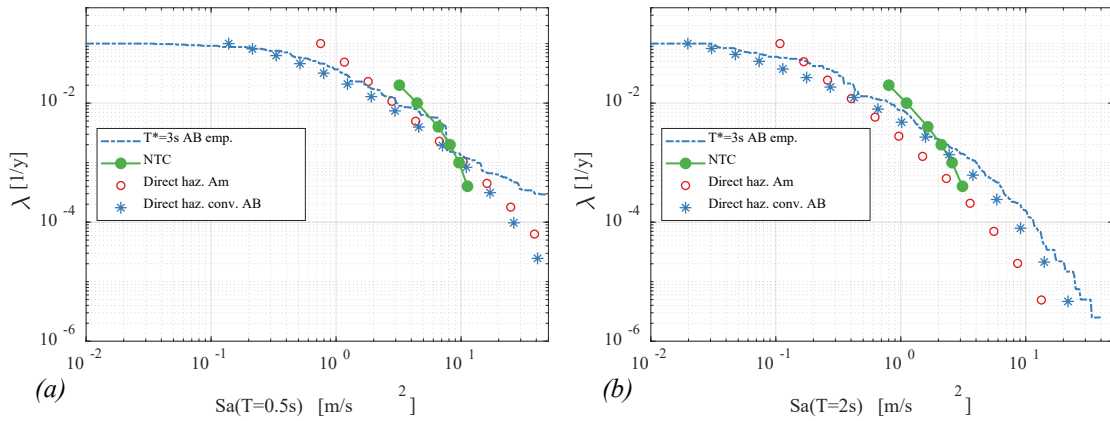 10^-2
10^-4
10^-6
λ [1/y]
T*=3s AB emp.
NTC
Direct haz. Am
Direct haz. conv. AB
10^-2 10^-1 10^0 10^1
Sa(T=0.5s) [m/s 2]
(a)
10^-2
10^-4
10^-6
λ [1/y]
T*=3s AB emp.
NTC
Direct haz. Am
Direct haz. conv. AB
10^-2 10^-1 10^0 10^1
Sa(T=2s) [m/s 2]
(b)